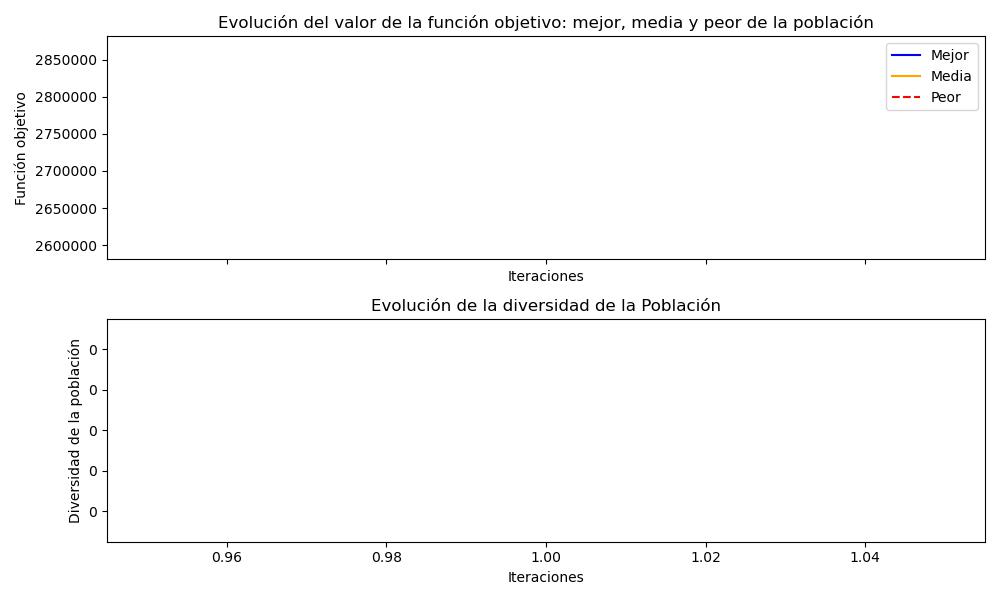 Evolución del valor de la función objetivo: mejor, media y peor de la población
Mejor
Media
Peor
Función objetivo
2850000
2800000
2750000
2700000
2650000
2600000
Iteraciones
Evolución de la diversidad de la Población
Diversidad de la población
0
0
0
0
0
0.96
0.98
1.00
1.02
1.04
Iteraciones